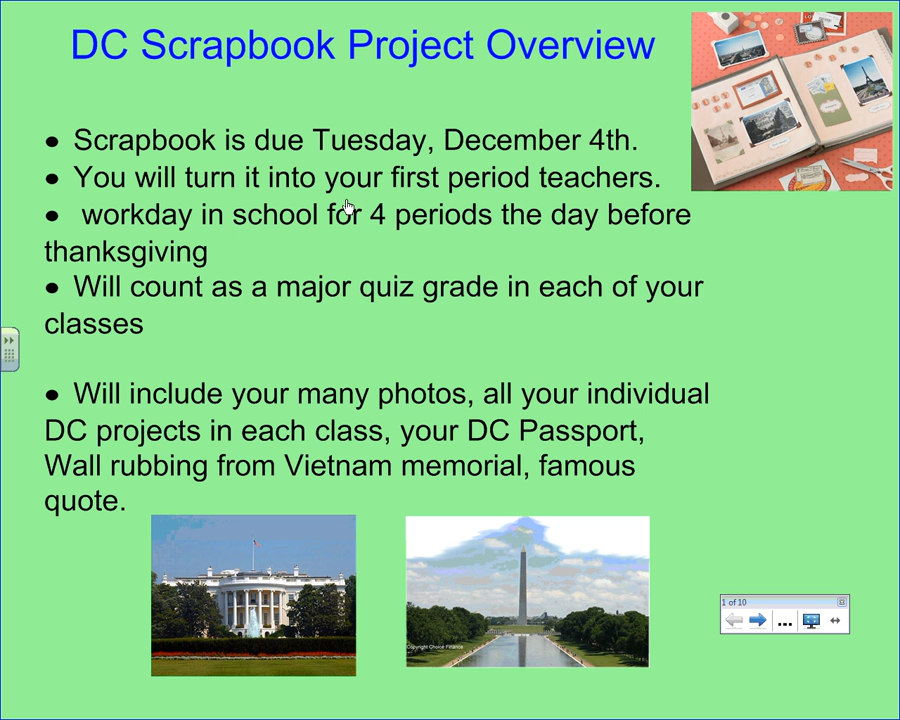 DC Scrapbook Project Overview
● Scrapbook is due Tuesday, December 4th.
● You will turn it into your first period teachers.
● workday in school for 4 periods the day before
thanksgiving
● Will count as a major quiz grade in each of your
classes
● Will include your many photos, all your individual
DC projects in each class, your DC Passport,
Wall rubbing from Vietnam memorial, famous
quote.
Copyright Choice Finance
1 of 10
...